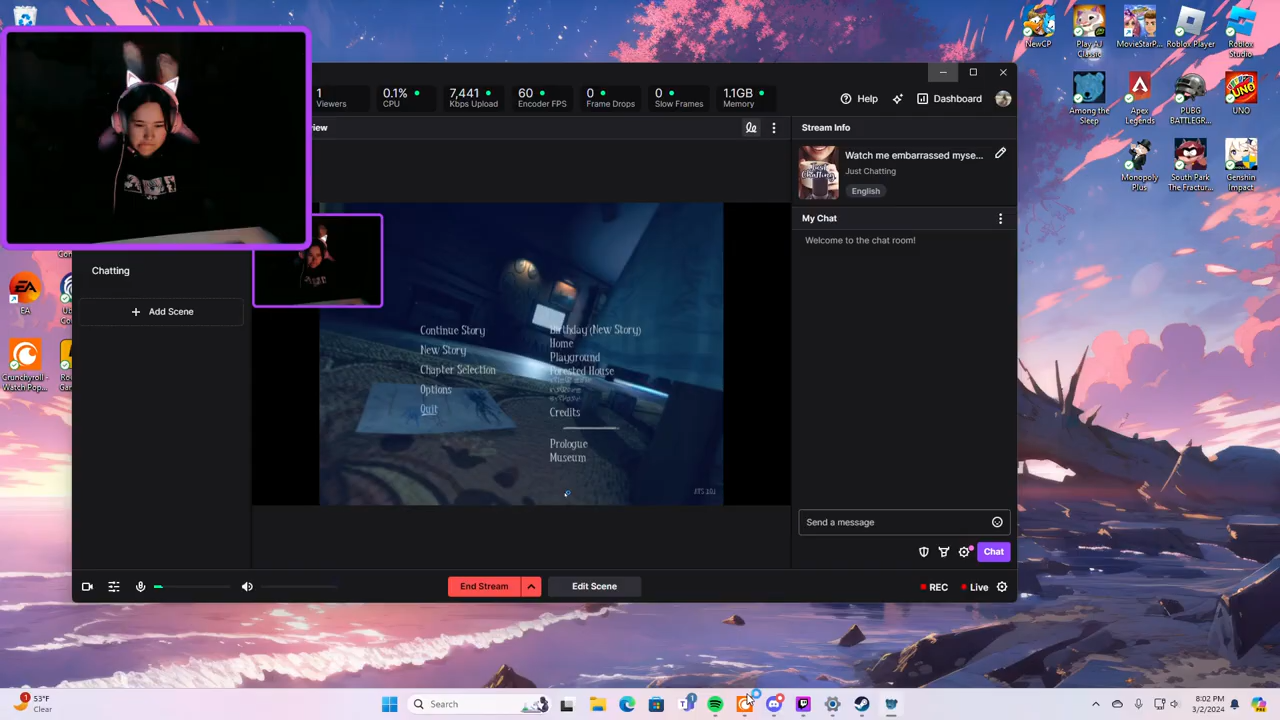 NewCP
Play AJ Classic
MovieStarP...
Roblox Player
Roblox Studio
1
Viewers
0.1%
CPU
7,441
Kbps Upload
60
Encoder FPS
0
Frame Drops
0
Slow Frames
1.1GB
Memory
Help
Dashboard
Among the Sleep
Apex Legends
PUBG BATTLEGR...
UNO
Monopoly Plus
South Park The Fractur...
Genshin Impact
Stream Info
Watch me embarrassed myse...
Just Chatting
English
My Chat
Welcome to the chat room!
Chatting
Add Scene
EA
Crunchyroll - Watch Pop...
Continue Story
New Story
Chapter Selection
Options
Quit
Birthday (New Story)
Home
Playground
Forested House
Credits
Prologue
Museum
Send a message
Chat
End Stream
Edit Scene
REC
Live
53°F
Clear
Search
8:02 PM
3/2/2024